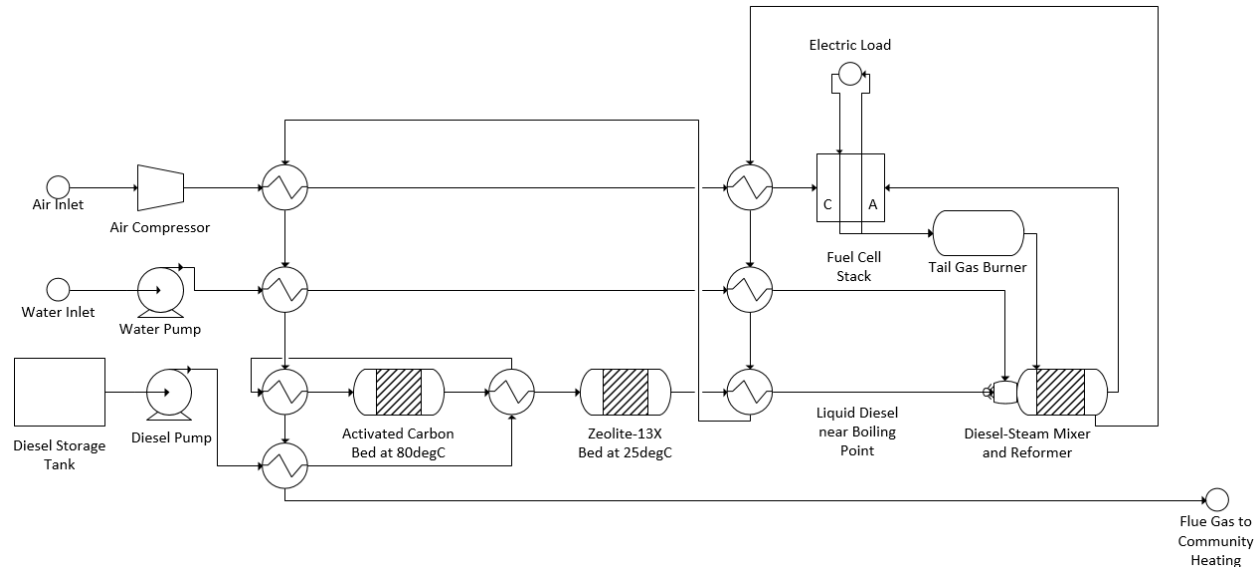 Electric Load
Air Inlet
Air Compressor
C
A
Fuel Cell
Stack
Tail Gas Burner
Water Inlet
Water Pump
Diesel Storage
Tank
Diesel Pump
Activated Carbon
Bed at 80degC
Zeolite-13X
Bed at 25degC
Liquid Diesel
near Boiling
Point
Diesel-Steam Mixer
and Reformer
Flue Gas to
Community
Heating